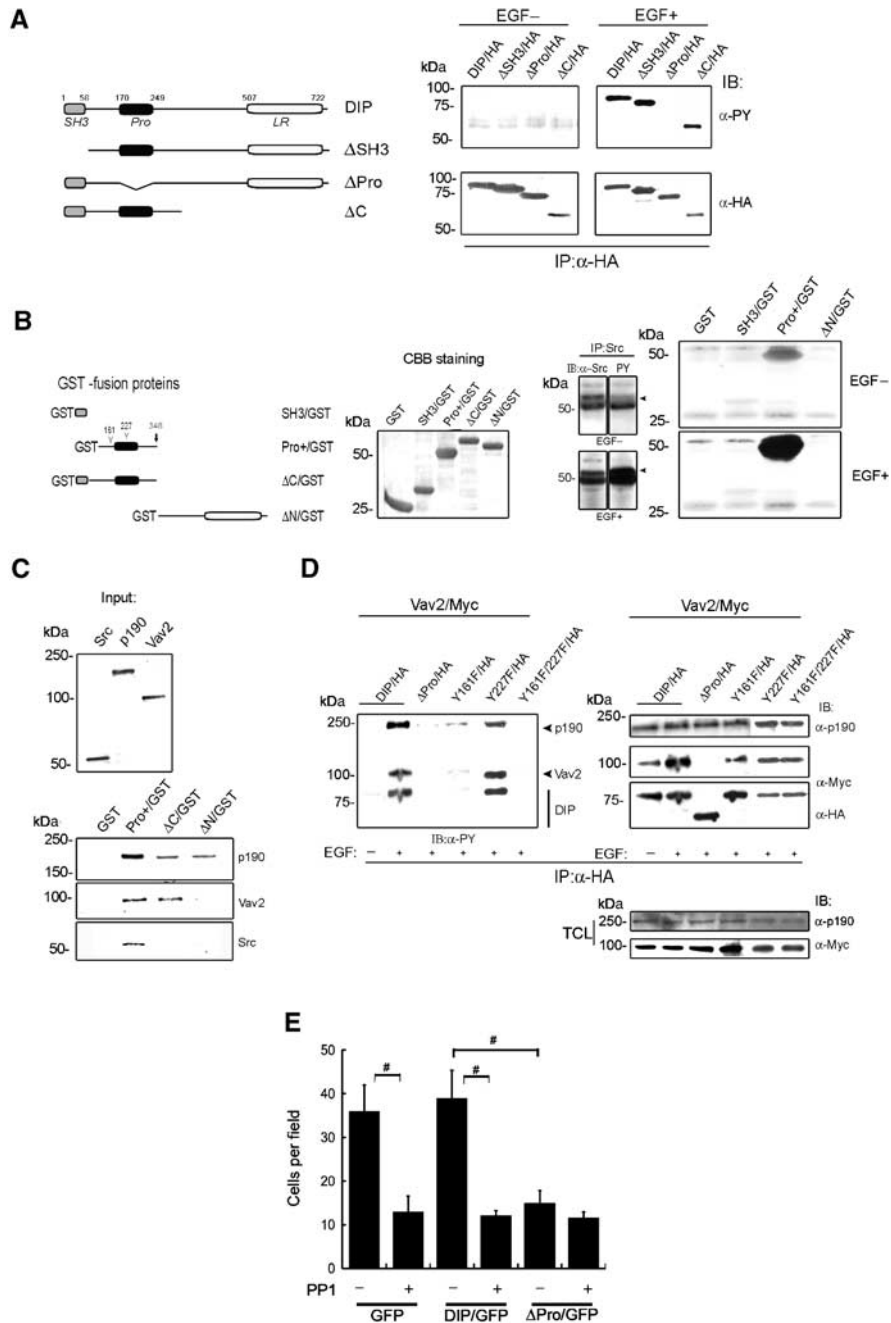 A
1 58 170 249 507 722
SH3 Pro LR DIP
ΔSH3
ΔPro
ΔC
EGF− EGF+
DIP/HA ΔSH3/HA ΔPro/HA ΔC/HA DIP/HA ΔSH3/HA ΔPro/HA ΔC/HA
kDa IB:
100-
75-
50-
α-PY
100-
75-
50-
α-HA
IP:α-HA
B
GST -fusion proteins
GST SH3/GST
161 227 348
GST Pro+/GST
GST ΔC/GST
GST ΔN/GST
CBB staining
GST SH3/GST Pro+/GST ΔC/GST ΔN/GST
kDa
50-
25-
IP:Src
IB:α-Src PY
kDa
50-
EGF−
50-
EGF+
GST SH3/GST Pro+/GST ΔN/GST
kDa
50-
25-
EGF−
50-
25-
EGF+
C
Input:
Src p190 Vav2
kDa
250-
100-
50-
GST Pro+/GST ΔC/GST ΔN/GST
kDa
250-
150-
p190
100-
Vav2
50-
Src
D
Vav2/Myc
DIP/HA ΔPro/HA Y161F/HA Y227F/HA Y161F/227F/HA
kDa
250-
100-
75-
p190
Vav2
DIP
IB:α-PY
EGF: − + + + + +
Vav2/Myc
DIP/HA ΔPro/HA Y161F/HA Y227F/HA Y161F/227F/HA
kDa IB:
250- α-p190
100- α-Myc
75- α-HA
EGF: − + + + + +
IP:α-HA
kDa IB:
TCL 250- α-p190
100- α-Myc
E
Cells per field
50
40
30
20
10
0
# # #
PP1 − + − + − +
GFP DIP/GFP ΔPro/GFP